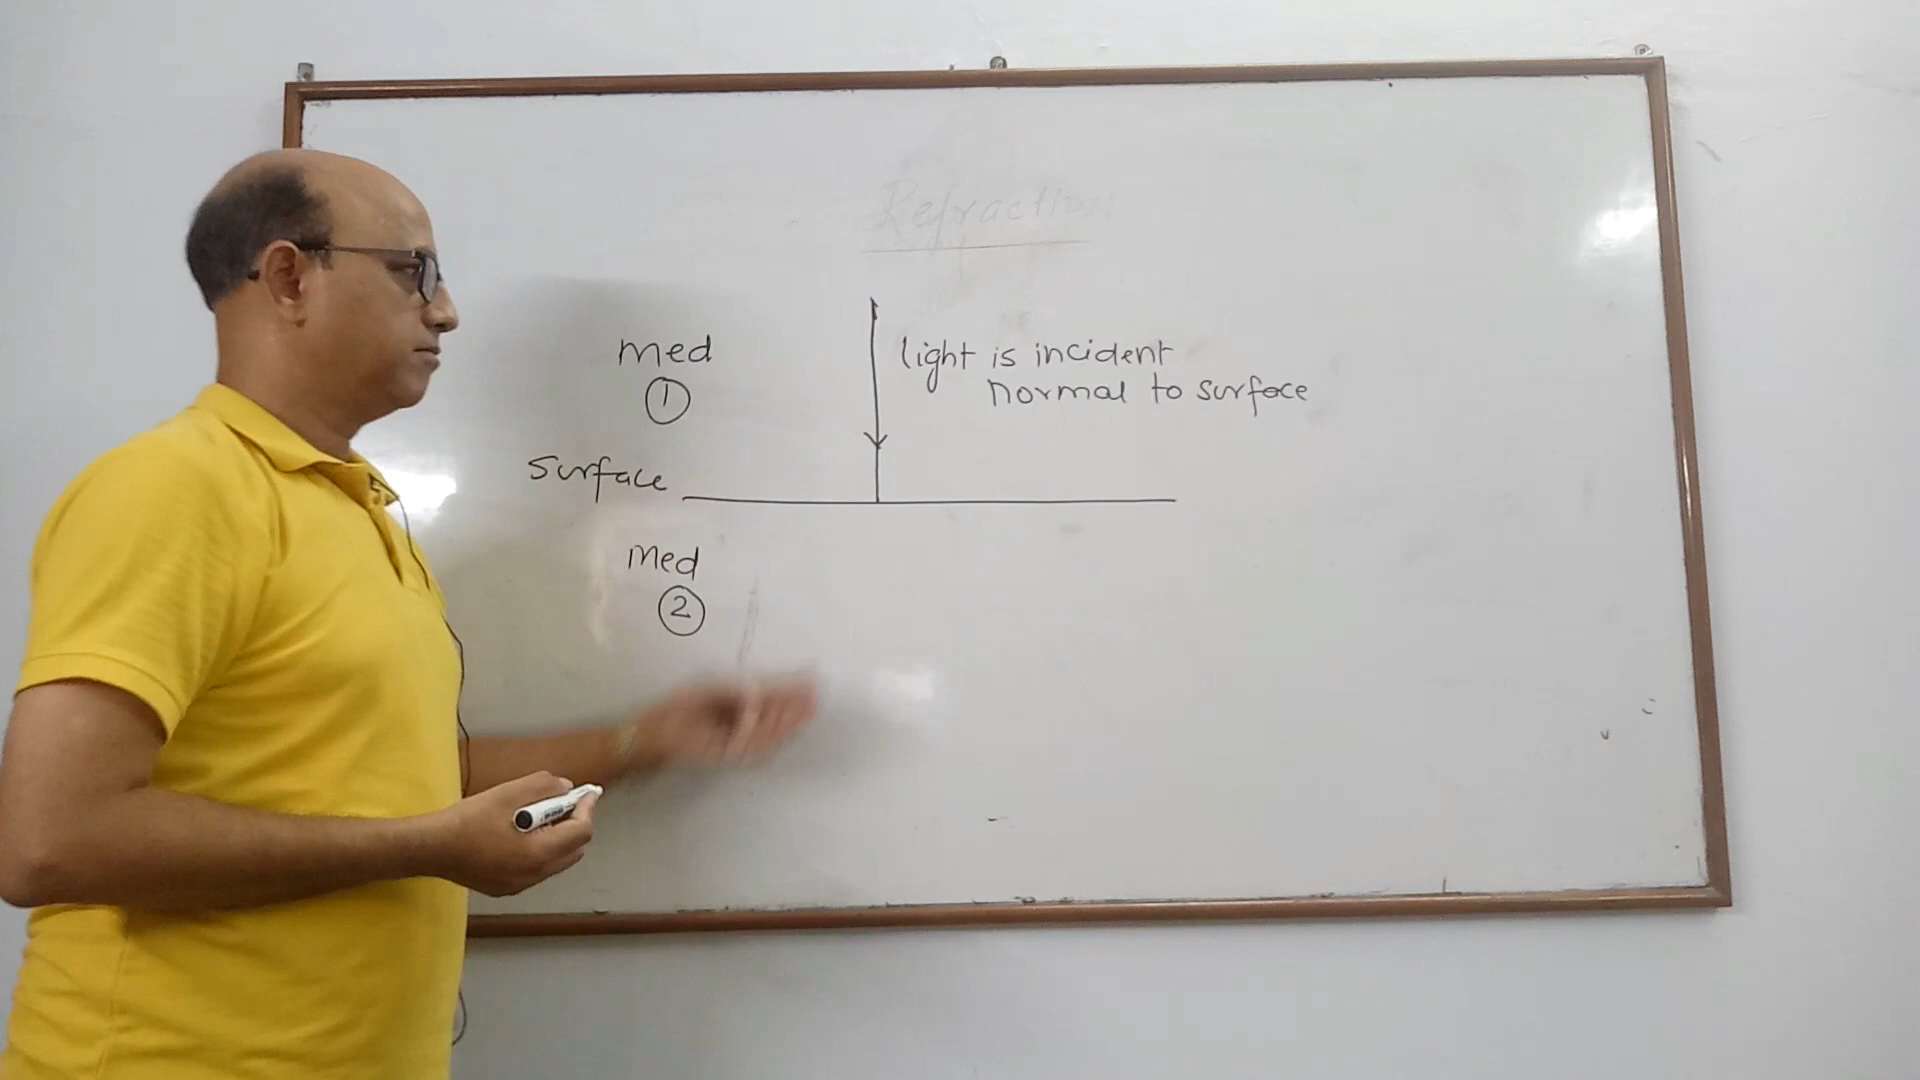 Refraction
med
1
light is incident
normal to surface
Surface
Med
2